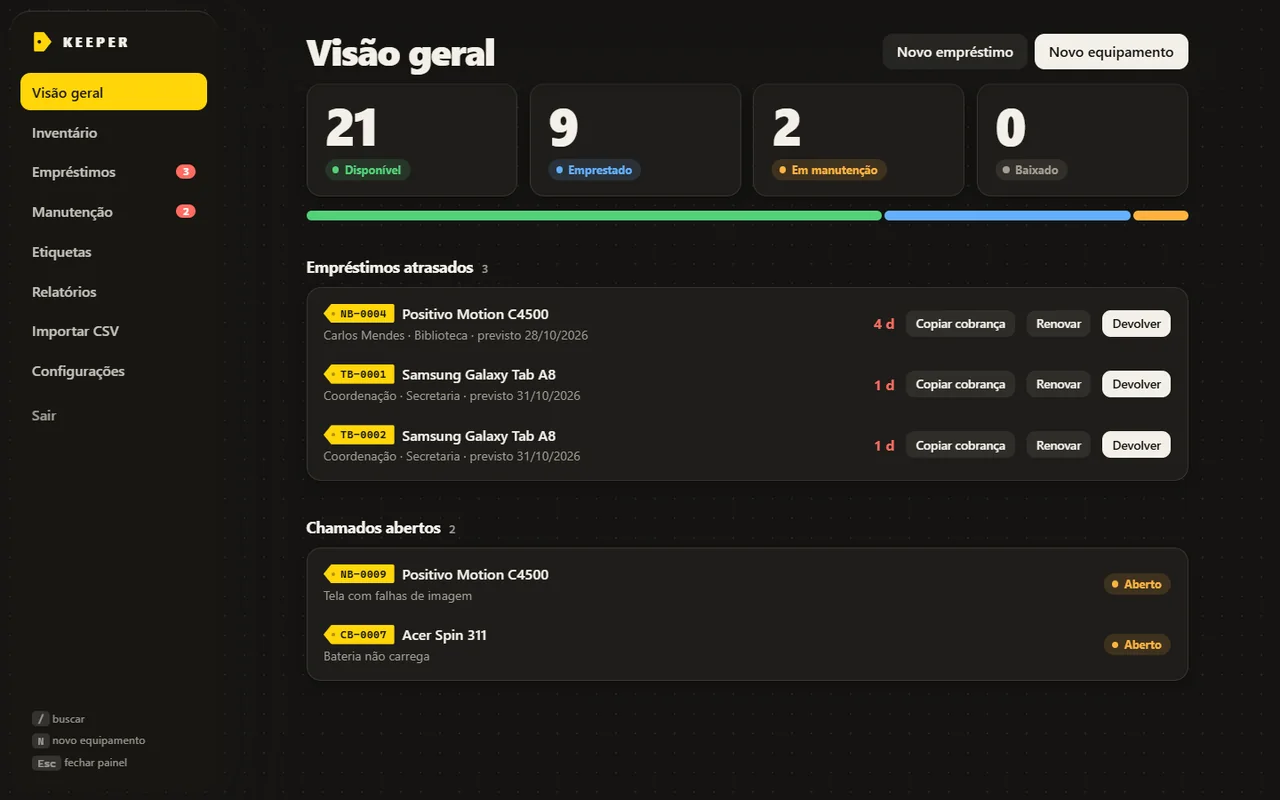 KEEPER
Visão geral
Inventário
Empréstimos 3
Manutenção 2
Etiquetas
Relatórios
Importar CSV
Configurações
Sair
/ buscar
N novo equipamento
Esc fechar painel
Visão geral
Novo empréstimo
Novo equipamento
21
Disponível
9
Emprestado
2
Em manutenção
0
Baixado
Empréstimos atrasados 3
NB-0004 Positivo Motion C4500
Carlos Mendes · Biblioteca · previsto 28/10/2026
4 d Copiar cobrança Renovar Devolver
TB-0001 Samsung Galaxy Tab A8
Coordenação · Secretaria · previsto 31/10/2026
1 d Copiar cobrança Renovar Devolver
TB-0002 Samsung Galaxy Tab A8
Coordenação · Secretaria · previsto 31/10/2026
1 d Copiar cobrança Renovar Devolver
Chamados abertos 2
NB-0009 Positivo Motion C4500
Tela com falhas de imagem
Aberto
CB-0007 Acer Spin 311
Bateria não carrega
Aberto